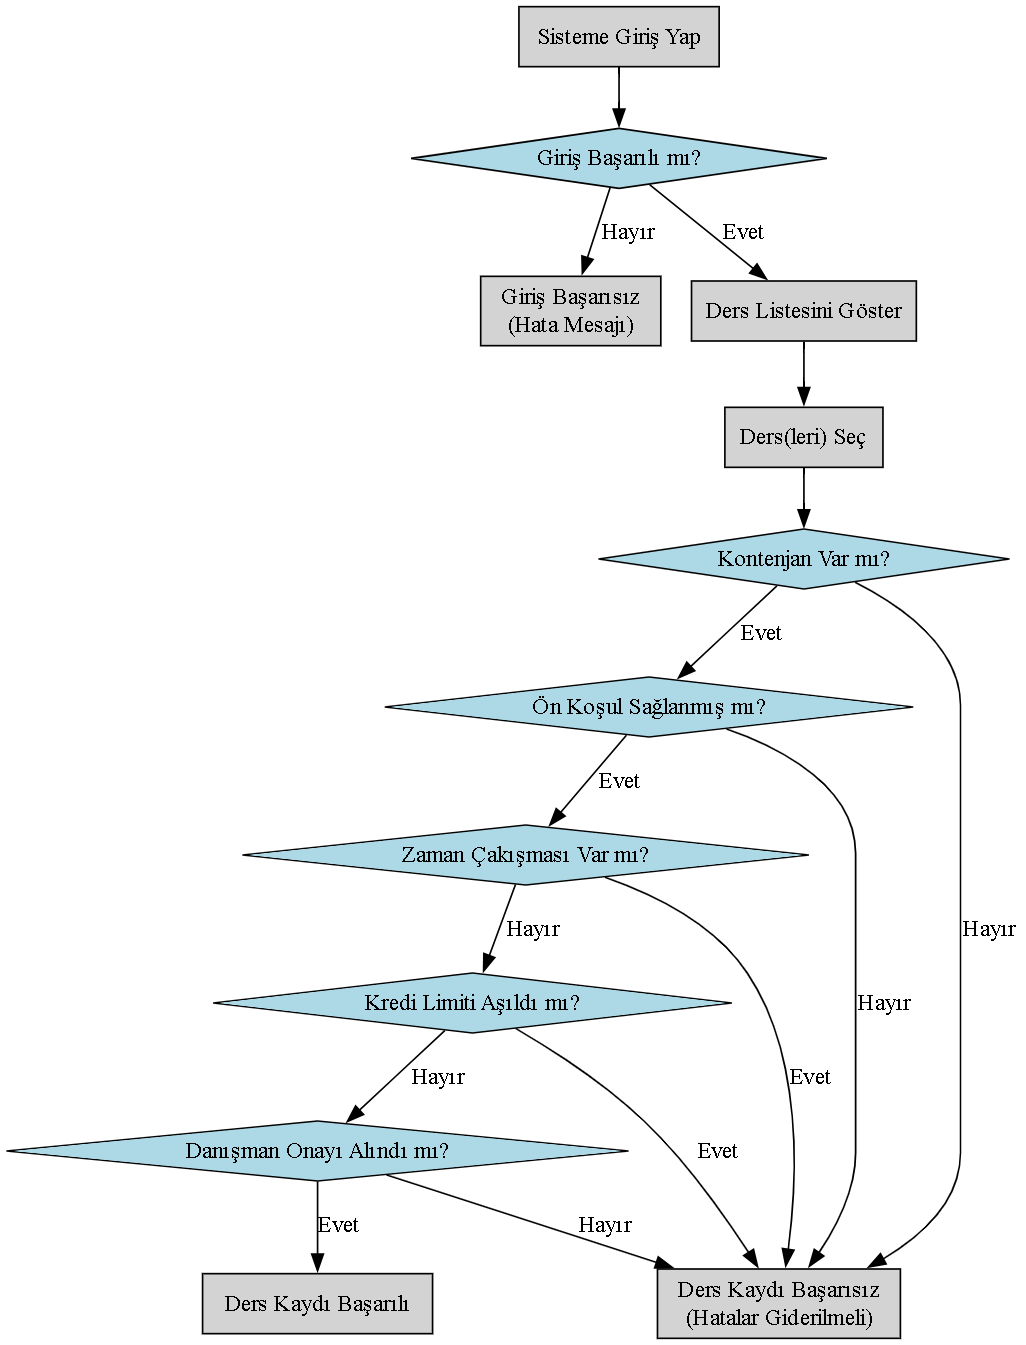 Sisteme Giriş Yap
Giriş Başarılı mı?
Hayır
Evet
Giriş Başarısız
(Hata Mesajı)
Ders Listesini Göster
Ders(leri) Seç
Kontenjan Var mı?
Evet
Ön Koşul Sağlanmış mı?
Evet
Zaman Çakışması Var mı?
Hayır
Hayır
Kredi Limiti Aşıldı mı?
Hayır
Hayır
Evet
Danışman Onayı Alındı mı?
Evet
Evet
Hayır
Ders Kaydı Başarılı
Ders Kaydı Başarısız
(Hatalar Giderilmeli)